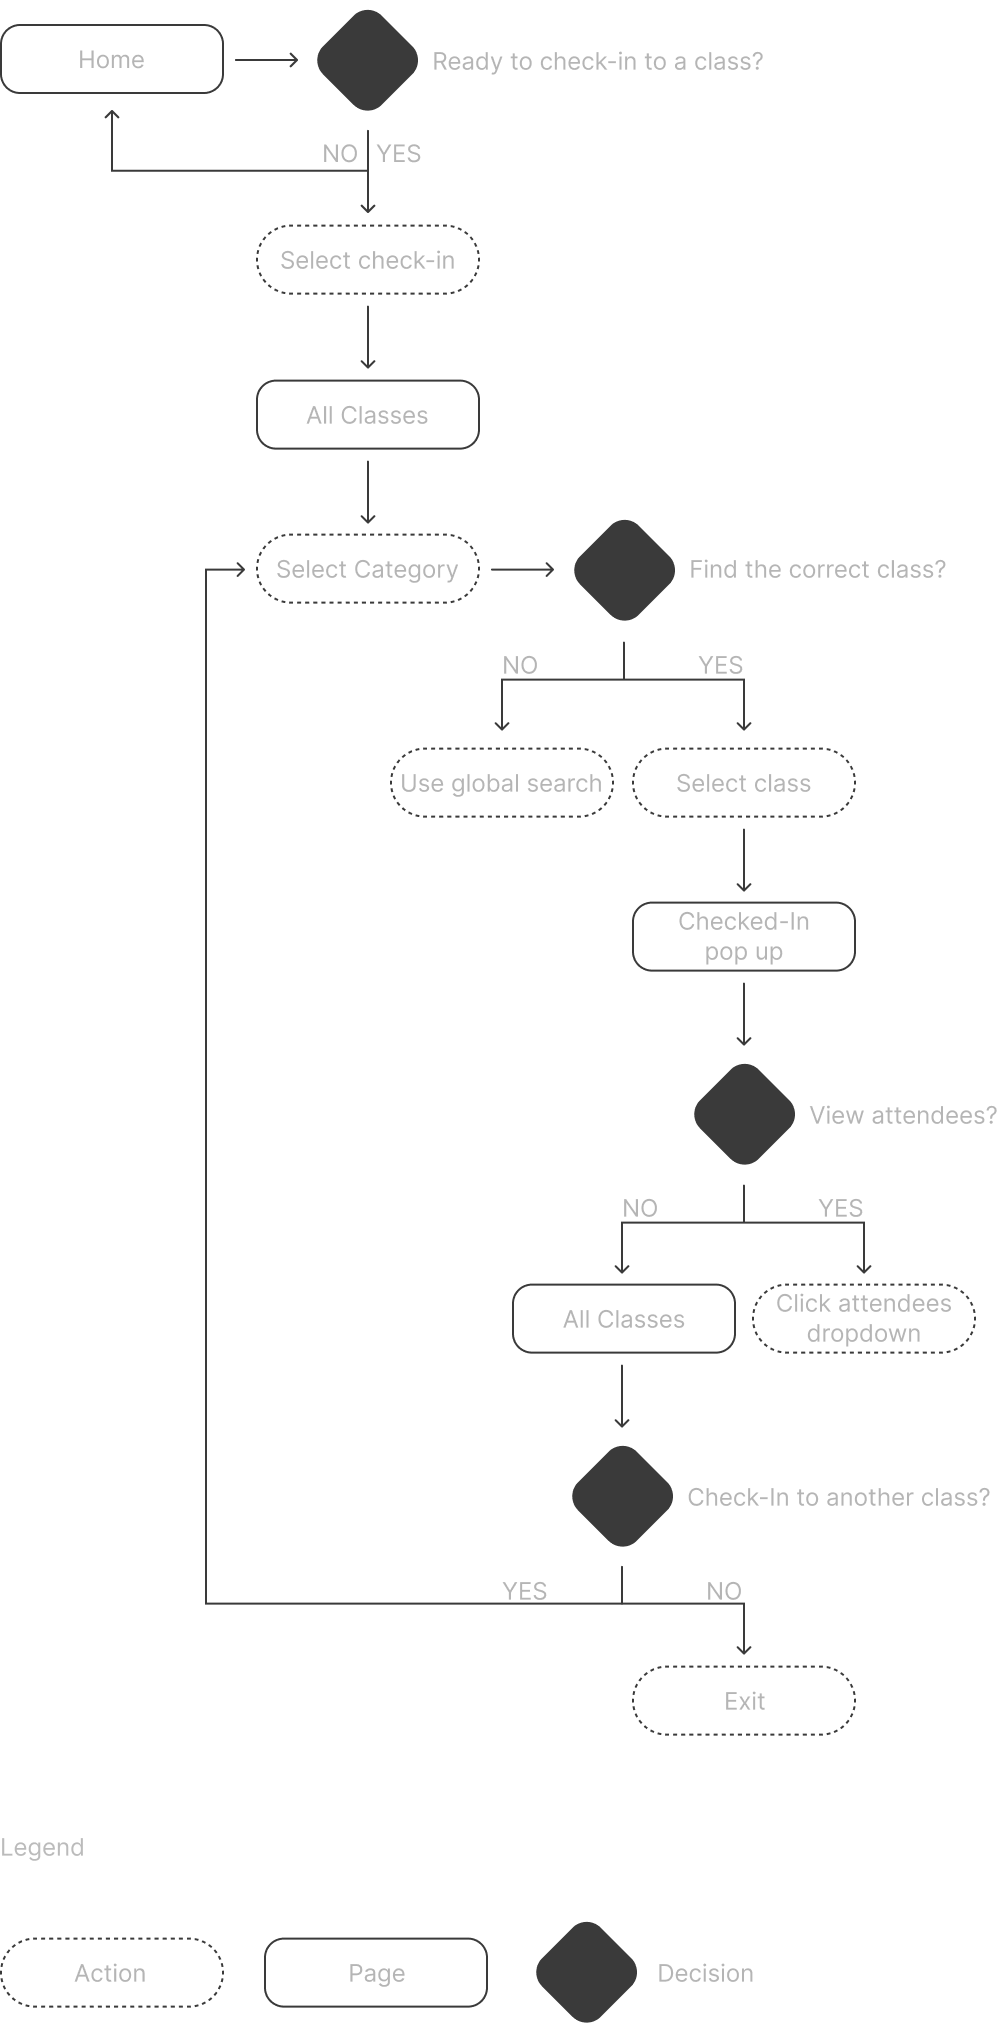 Home
Ready to check-in to a class?
NO
YES
Select check-in
All Classes
Select Category
Find the correct class?
NO
YES
Use global search
Select class
Checked-In
pop up
View attendees?
NO
YES
All Classes
Click attendees
dropdown
Check-In to another class?
YES
NO
Exit
Legend
Action
Page
Decision